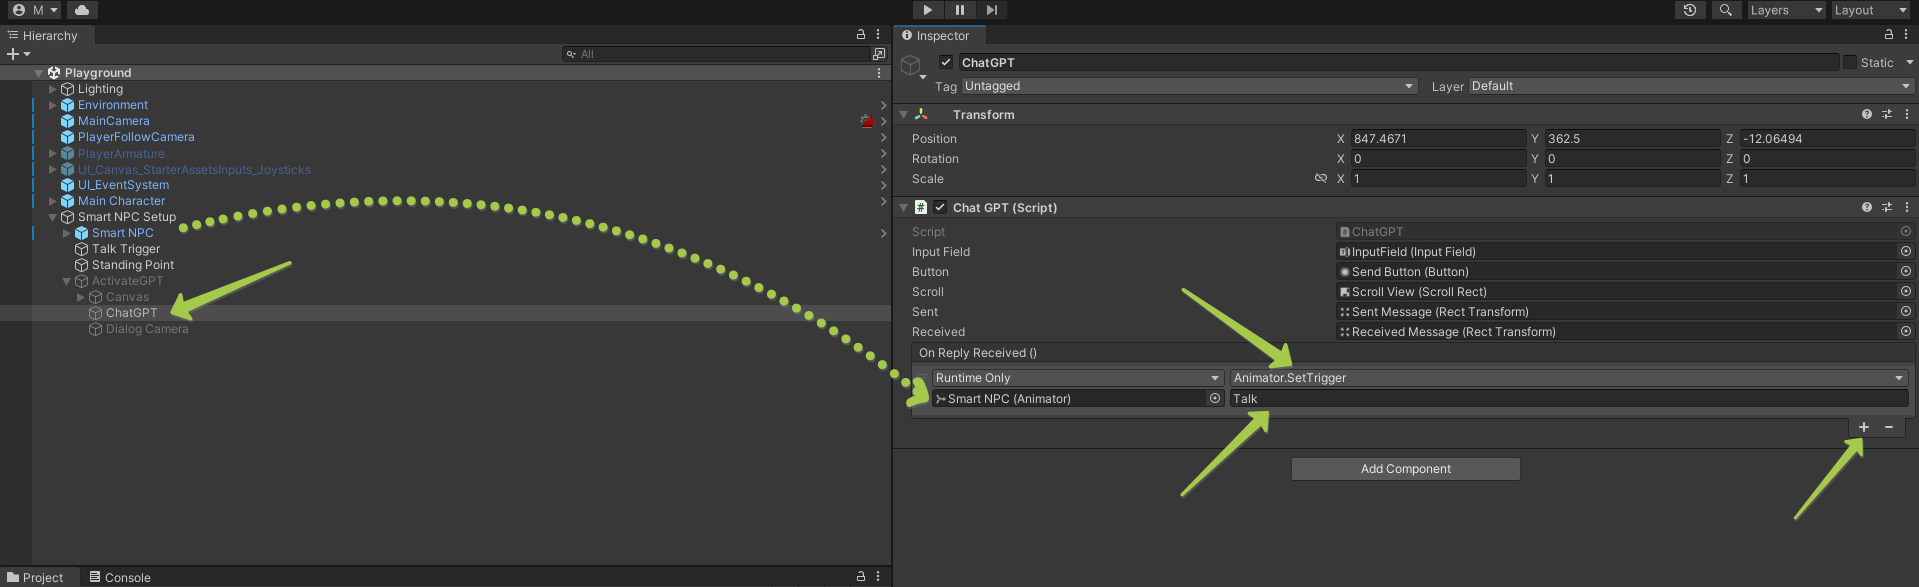 M
Layers
Layout
Hierarchy
Inspector
All
ChatGPT
Static
Tag Untagged
Layer Default
Playground
Lighting
Environment
MainCamera
PlayerFollowCamera
PlayerArmature
UI_Canvas_StarterAssetsInputs_Joysticks
UI_EventSystem
Main Character
Smart NPC Setup
Smart NPC
Talk Trigger
Standing Point
ActivateGPT
Canvas
ChatGPT
Dialog Camera
Transform
Position X 847.4671 Y 362.5 Z -12.06494
Rotation X 0 Y 0 Z 0
Scale X 1 Y 1 Z 1
# Chat GPT (Script)
Script ChatGPT
Input Field InputField (Input Field)
Button Send Button (Button)
Scroll Scroll View (Scroll Rect)
Sent Sent Message (Rect Transform)
Received Received Message (Rect Transform)
On Reply Received ()
Runtime Only Animator.SetTrigger
Smart NPC (Animator) Talk
+ −
Add Component
Project Console